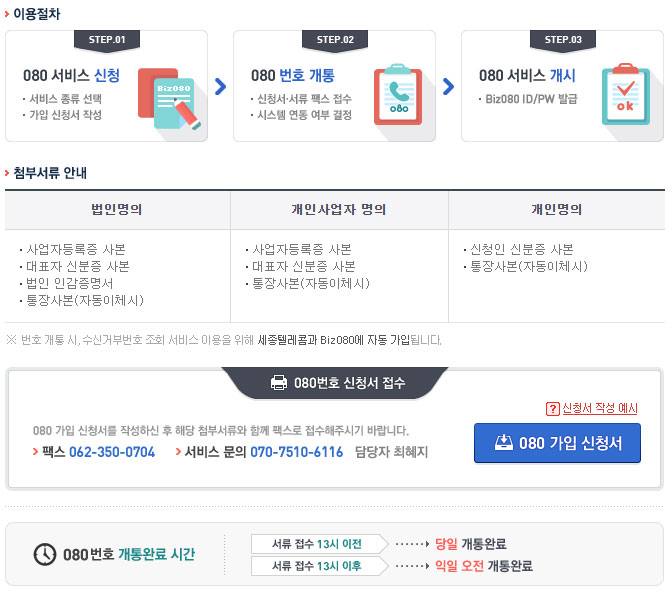 이용절차
STEP.01
080 서비스 신청
· 서비스 종류 선택
· 가입 신청서 작성
Biz080
STEP.02
080 번호 개통
· 신청서·서류 팩스 접수
· 시스템 연동 여부 결정
080
STEP.03
080 서비스 개시
· Biz080 ID/PW 발급
ok
첨부서류 안내
법인명의
개인사업자 명의
개인명의
· 사업자등록증 사본
· 대표자 신분증 사본
· 법인 인감증명서
· 통장사본(자동이체시)
· 사업자등록증 사본
· 대표자 신분증 사본
· 통장사본(자동이체시)
· 신청인 신분증 사본
· 통장사본(자동이체시)
※ 번호 개통 시, 수신거부번호 조회 서비스 이용을 위해 세종텔레콤과 Biz080에 자동 가입됩니다.
080번호 신청서 접수
? 신청서 작성 예시
080 가입 신청서를 작성하신 후 해당 첨부서류와 함께 팩스로 접수해주시기 바랍니다.
팩스 062-350-0704 서비스 문의 070-7510-6116 담당자 최혜지
080 가입 신청서
080번호 개통완료 시간
서류 접수 13시 이전 당일 개통완료
서류 접수 13시 이후 익일 오전 개통완료